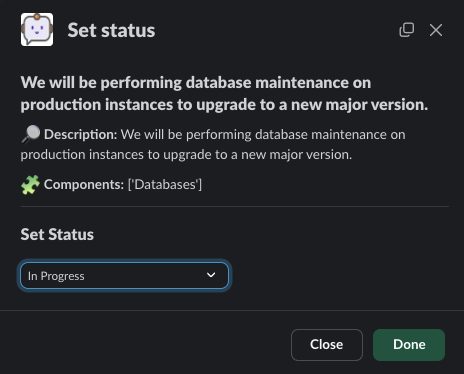 Set status
We will be performing database maintenance on
production instances to upgrade to a new major version.
Description: We will be performing database maintenance on
production instances to upgrade to a new major version.
Components: ['Databases']
Set Status
In Progress
Close
Done